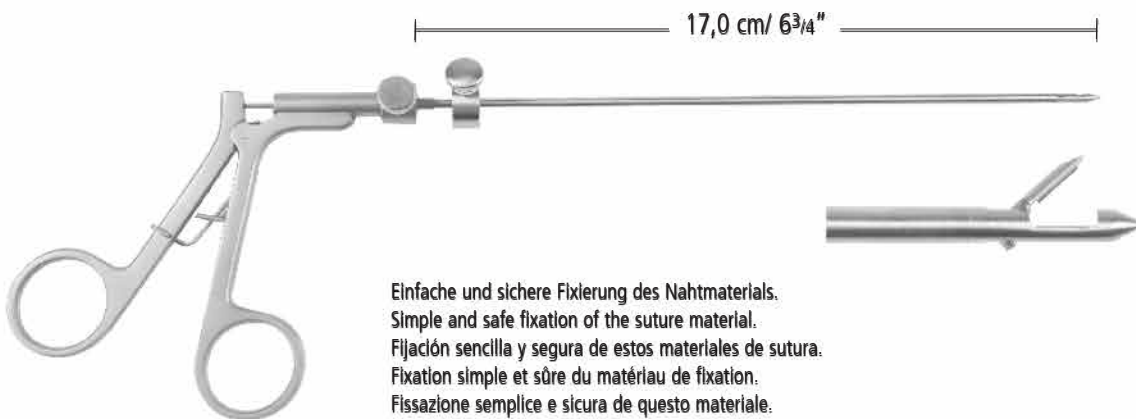 17,0 cm/ 6³/₄"
Einfache und sichere Fixierung des Nahtmaterials.
Simple and safe fixation of the suture material.
Fijación sencilla y segura de estos materiales de sutura.
Fixation simple et sûre du matériau de fixation.
Fissazione semplice e sicura de questo materiale.